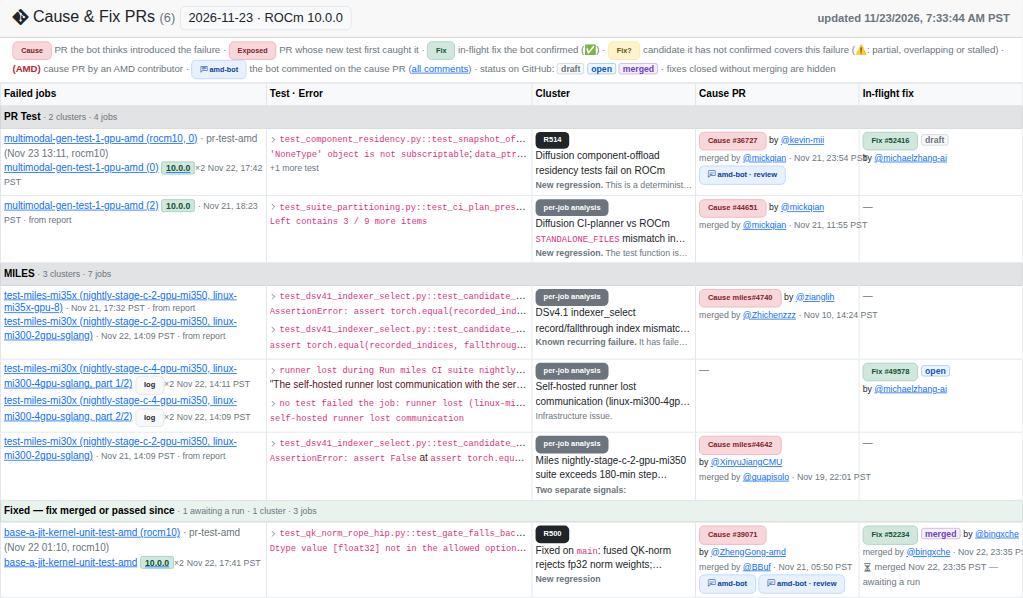 Cause & Fix PRs (6) 2026-11-23 · ROCm 10.0.0
updated 11/23/2026, 7:33:44 AM PST
Cause PR the bot thinks introduced the failure · Exposed PR whose new test first caught it · Fix in-flight fix the bot confirmed (✅) · Fix? candidate it has not confirmed covers this failure (⚠: partial, overlapping or stalled) ·
(AMD) cause PR by an AMD contributor · amd-bot the bot commented on the cause PR (all comments) · status on GitHub: draft open merged · fixes closed without merging are hidden
Failed jobs Test · Error Cluster Cause PR In-flight fix
PR Test · 2 clusters · 4 jobs
multimodal-gen-test-1-gpu-amd (rocm10, 0) · pr-test-amd
(Nov 23 13:11, rocm10)
multimodal-gen-test-1-gpu-amd (0) 10.0.0 ×2 Nov 22, 17:42
PST
test_component_residency.py::test_snapshot_of…
'NoneType' object is not subscriptable; data_ptr…
+1 more test
R514
Diffusion component-offload
residency tests fail on ROCm
New regression. This is a determinist…
Cause #36727 by @kevin-mii
merged by @mickqian · Nov 21, 23:54 PST
amd-bot · review
Fix #52416 draft
by @michaelzhang-ai
multimodal-gen-test-1-gpu-amd (2) 10.0.0 · Nov 21, 18:23
PST · from report
test_suite_partitioning.py::test_ci_plan_pres…
Left contains 3 / 9 more items
per-job analysis
Diffusion CI-planner vs ROCm
STANDALONE_FILES mismatch in…
New regression. The test function is…
Cause #44651 by @mickqian
merged by @mickqian · Nov 21, 11:55 PST
—
MILES · 3 clusters · 7 jobs
test-miles-mi35x (nightly-stage-c-2-gpu-mi350, linux-
mi35x-gpu-8) · Nov 21, 17:32 PST · from report
test-miles-mi30x (nightly-stage-c-2-gpu-mi350, linux-
mi300-2gpu-sglang) · Nov 22, 14:09 PST · from report
test_dsv41_indexer_select.py::test_candidate_…
AssertionError: assert torch.equal(recorded_ind…
test_dsv41_indexer_select.py::test_candidate_…
assert torch.equal(recorded_indices, fallthroug…
per-job analysis
DSv4.1 indexer_select
record/fallthrough index mismatc…
Known recurring failure. It has faile…
Cause miles#4740 by @zianglih
merged by @Zhichenzzz · Nov 10, 14:24 PST
—
test-miles-mi30x (nightly-stage-c-4-gpu-mi350, linux-
mi300-4gpu-sglang, part 1/2) log ×2 Nov 22, 14:11 PST
test-miles-mi30x (nightly-stage-c-4-gpu-mi350, linux-
mi300-4gpu-sglang, part 2/2) log ×2 Nov 22, 14:09 PST
runner lost during Run miles CI suite nightly…
"The self-hosted runner lost communication with the ser…
no test failed the job: runner lost (linux-mi…
self-hosted runner lost communication
per-job analysis
Self-hosted runner lost
communication (linux-mi300-4gp…
Infrastructure issue.
—
Fix #49578 open
by @michaelzhang-ai
test-miles-mi30x (nightly-stage-c-2-gpu-mi350, linux-
mi300-2gpu-sglang) · Nov 22, 14:09 PST · from report
test_dsv41_indexer_select.py::test_candidate_…
AssertionError: assert False at assert torch.equ…
per-job analysis
Miles nightly-stage-c-2-gpu-mi350
suite exceeds 180-min step…
Two separate signals:
Cause miles#4642
by @XinyuJiangCMU
merged by @guapisolo · Nov 19, 22:01 PST
—
Fixed — fix merged or passed since · 1 awaiting a run · 1 cluster · 3 jobs
base-a-jit-kernel-unit-test-amd (rocm10) · pr-test-amd
(Nov 22 01:10, rocm10)
base-a-jit-kernel-unit-test-amd 10.0.0 ×2 Nov 22, 17:41 PST
test_qk_norm_rope_hip.py::test_gate_falls_bac…
Dtype value [float32] not in the allowed option…
R500
Fixed on main: fused QK-norm
rejects fp32 norm weights;…
New regression
Cause #39071
by @ZhengGong-amd
merged by @BBuf · Nov 21, 05:50 PST
amd-bot amd-bot · review
Fix #52234 merged by @bingxche
merged by @bingxche · Nov 22, 23:35 PS
⏳ merged Nov 22, 23:35 PST —
awaiting a run